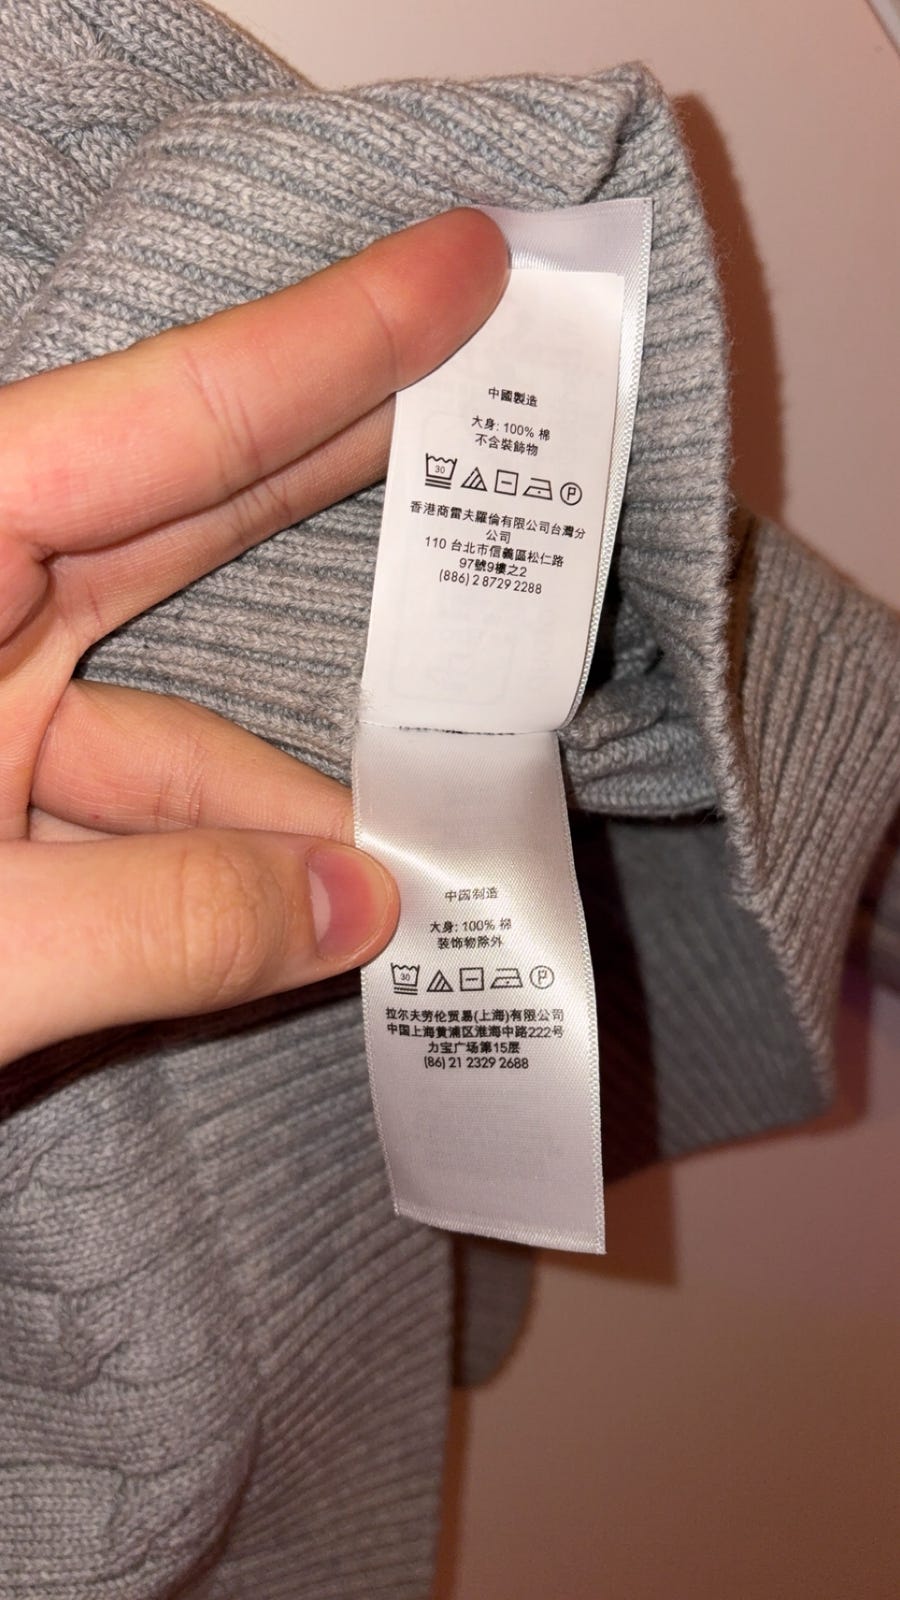 中國製造
大身: 100% 棉
不含裝飾物
30
P
香港商雷夫羅倫有限公司台灣分
公司
110 台北市信義區松仁路
97號9樓之2
(886) 2 8729 2288
中国制造
大身: 100% 棉
装饰物除外
30
P
拉尔夫劳伦贸易(上海)有限公司
中国上海黄浦区淮海中路222号
力宝广场第15层
(86) 21 2329 2688